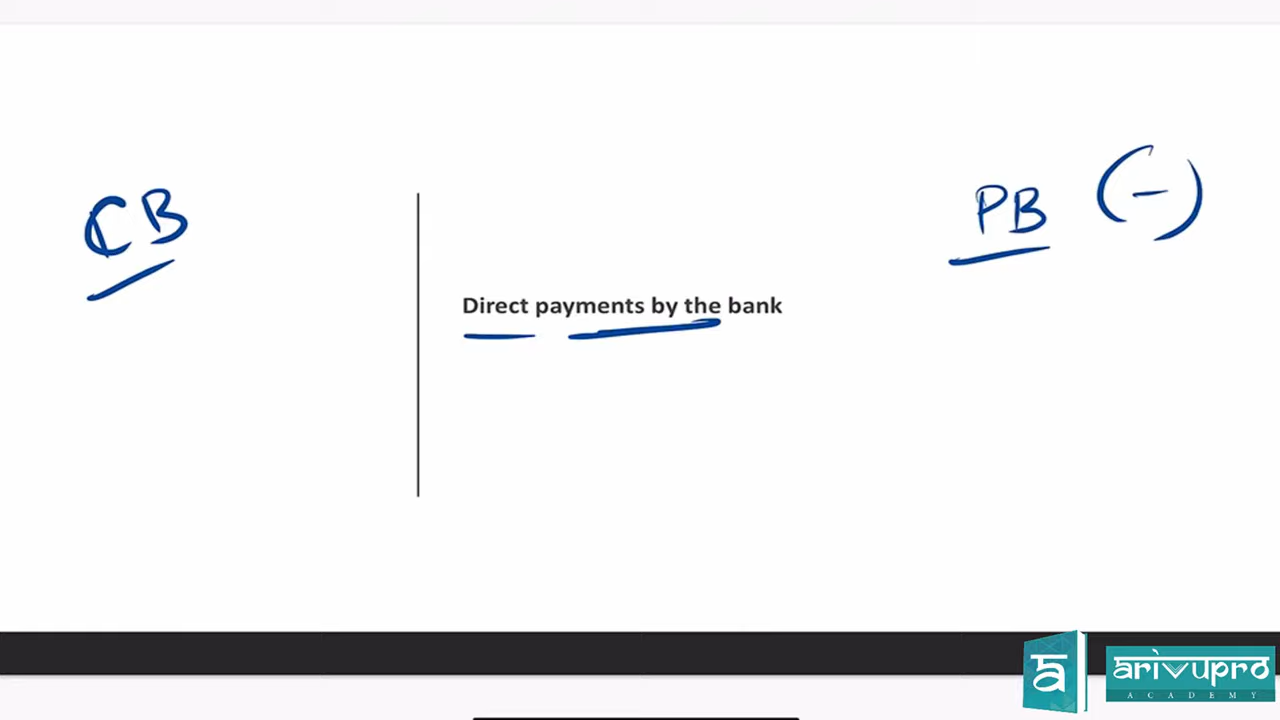 CB
PB (-)
Direct payments by the bank
ā
arivupro
ACADEMY